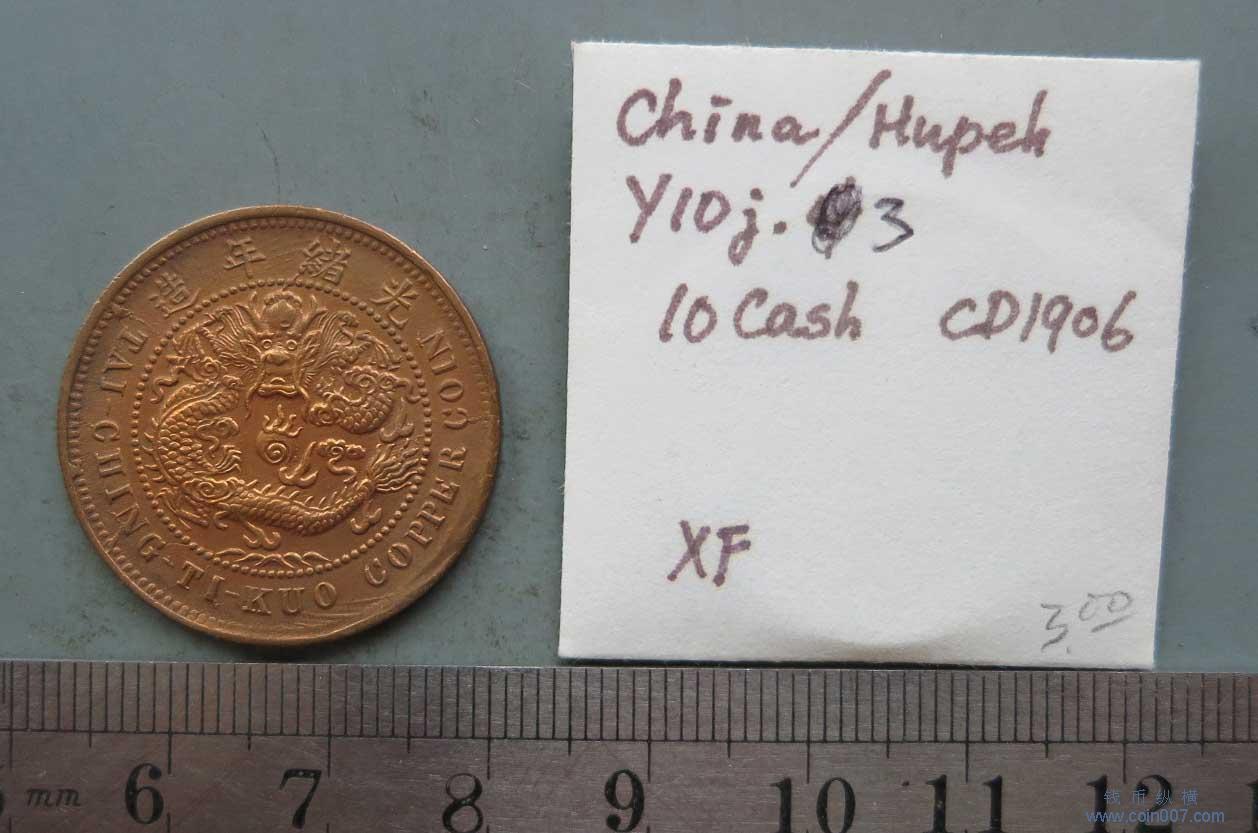 光緒年造
TAI-CHING-TI-KUO COPPER COIN
China/Hupeh
Y10j. 3
10 Cash CD1906
XF
3.00
mm 6 7 8 9 10 11 12
钱币纵横
www.coin007.com